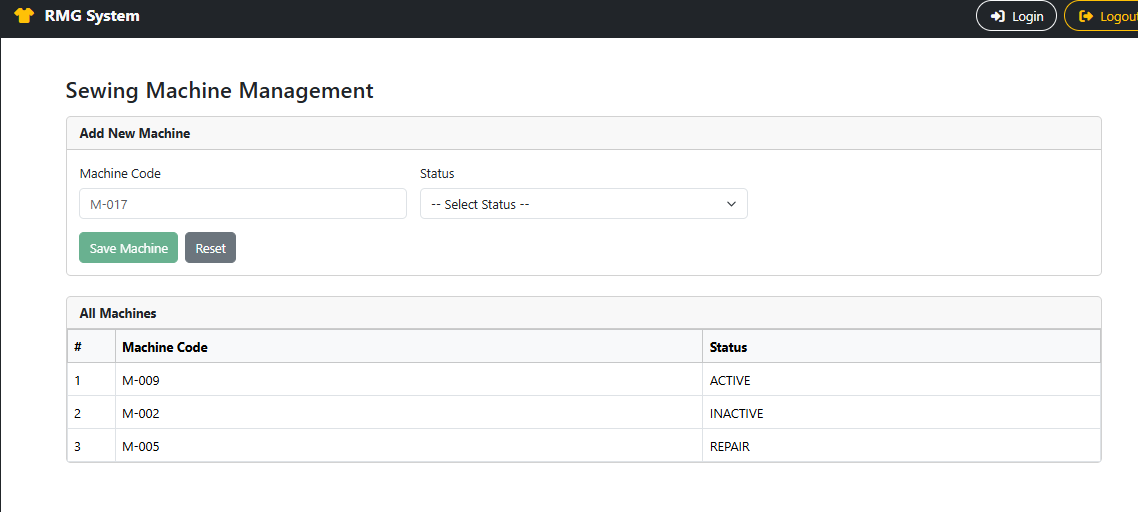 RMG System Login Logout
Sewing Machine Management
Add New Machine
Machine Code Status
M-017 -- Select Status --
Save Machine Reset
All Machines
# Machine Code Status
1 M-009 ACTIVE
2 M-002 INACTIVE
3 M-005 REPAIR